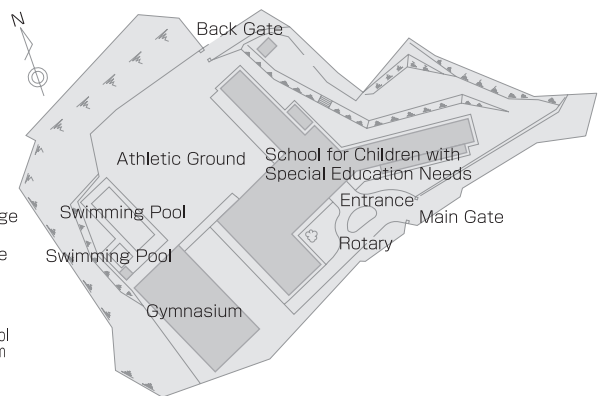 N
Back Gate
Athletic Ground
School for Children with
Special Education Needs
Entrance
Main Gate
Swimming Pool
Rotary
Swimming Pool
Gymnasium